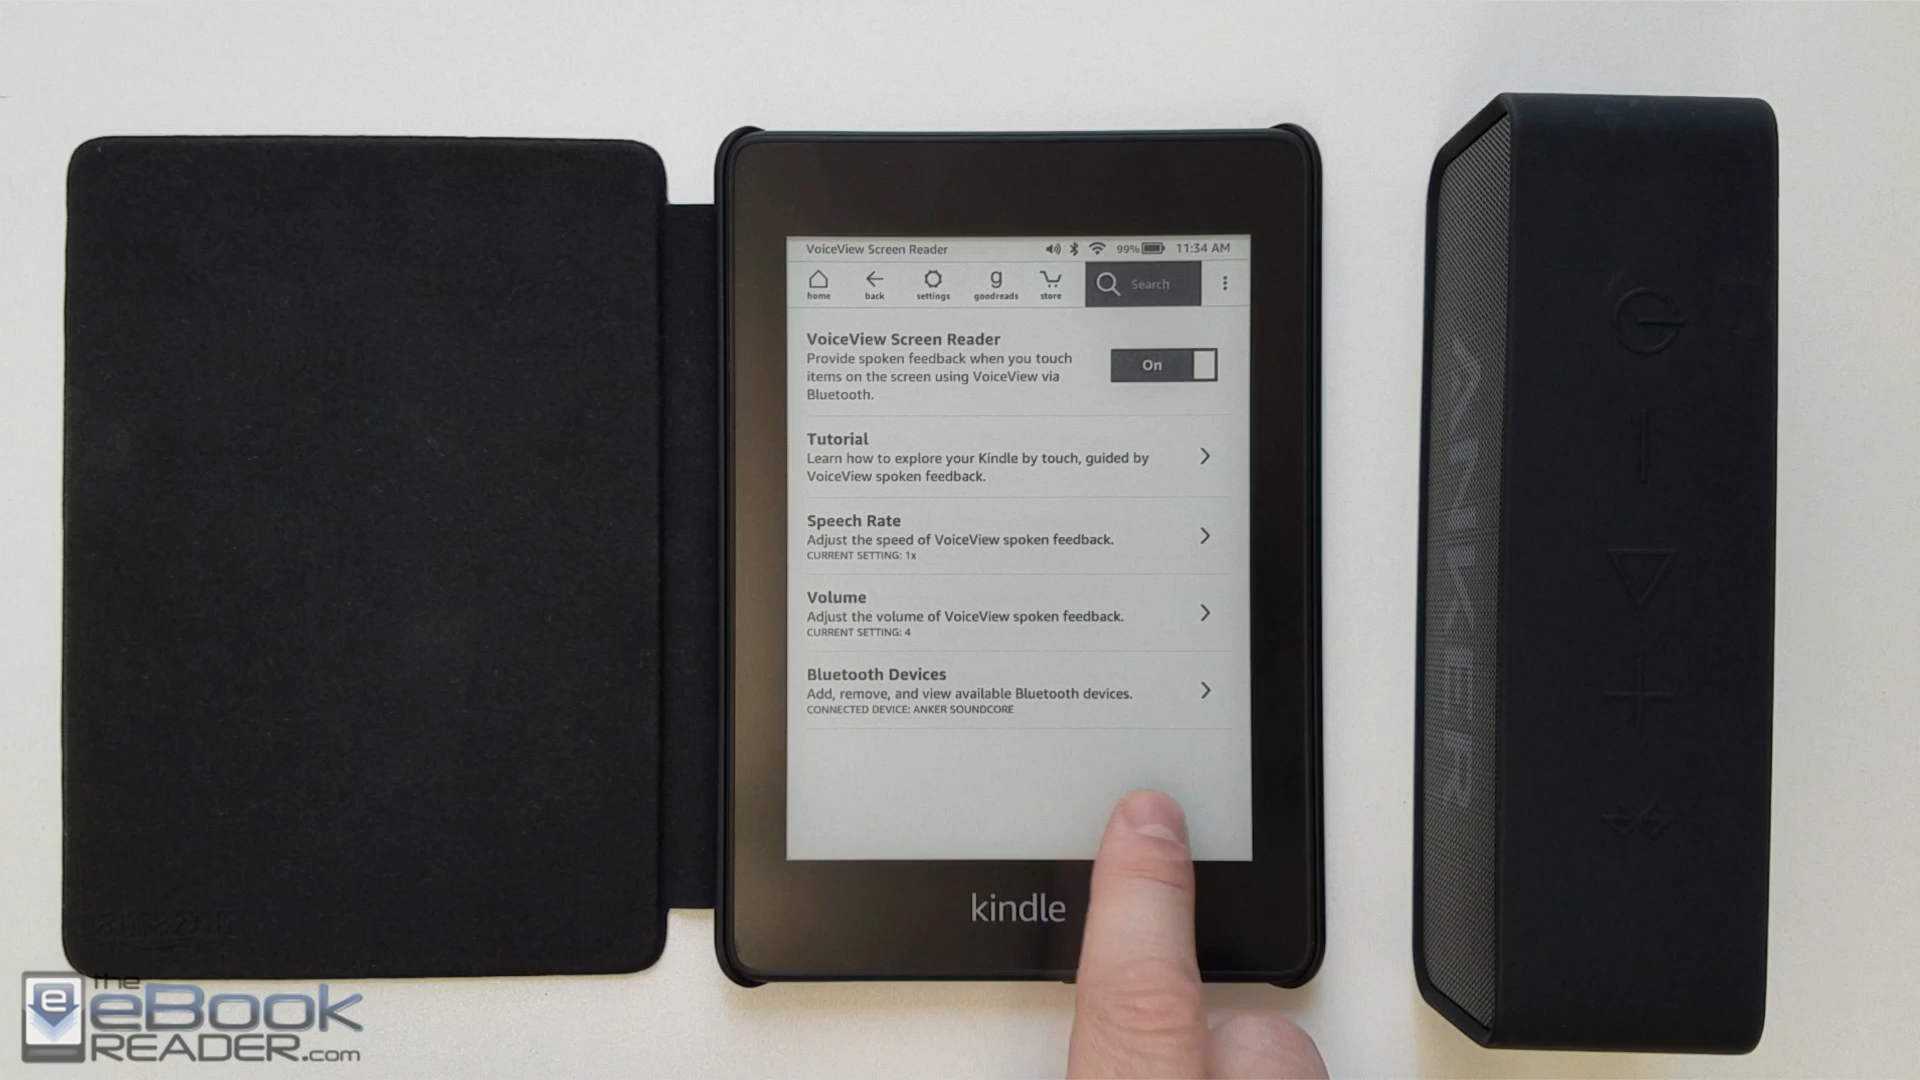 VoiceView Screen Reader 99% 11:34 AM
home back settings goodreads store Search
g
VoiceView Screen Reader
Provide spoken feedback when you touch
items on the screen using VoiceView via
Bluetooth.
On
Tutorial
Learn how to explore your Kindle by touch, guided by
VoiceView spoken feedback.
Speech Rate
Adjust the speed of VoiceView spoken feedback.
CURRENT SETTING: 1x
Volume
Adjust the volume of VoiceView spoken feedback.
CURRENT SETTING: 4
Bluetooth Devices
Add, remove, and view available Bluetooth devices.
CONNECTED DEVICE: ANKER SOUNDCORE
kindle
ANKER
amazon
e
the
eBook
READER.com